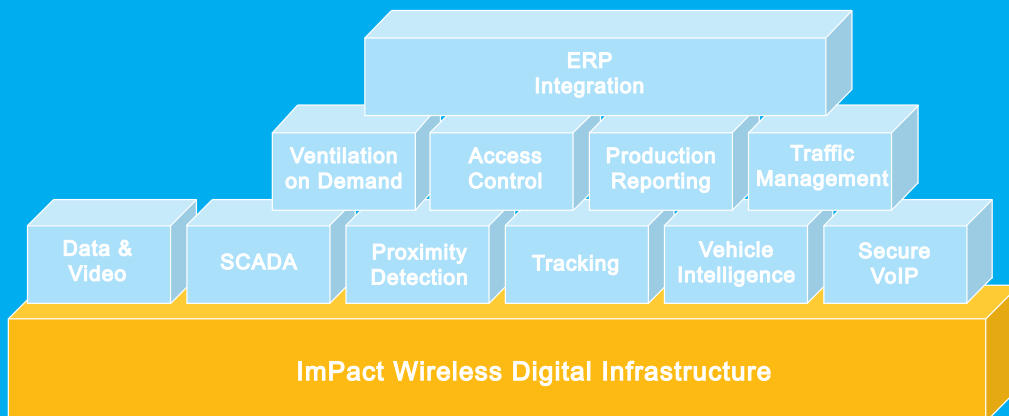 ERP
Integration
Ventilation
on Demand
Access
Control
Production
Reporting
Traffic
Management
Data &
Video
SCADA
Proximity
Detection
Tracking
Vehicle
Intelligence
Secure
VoIP
ImPact Wireless Digital Infrastructure